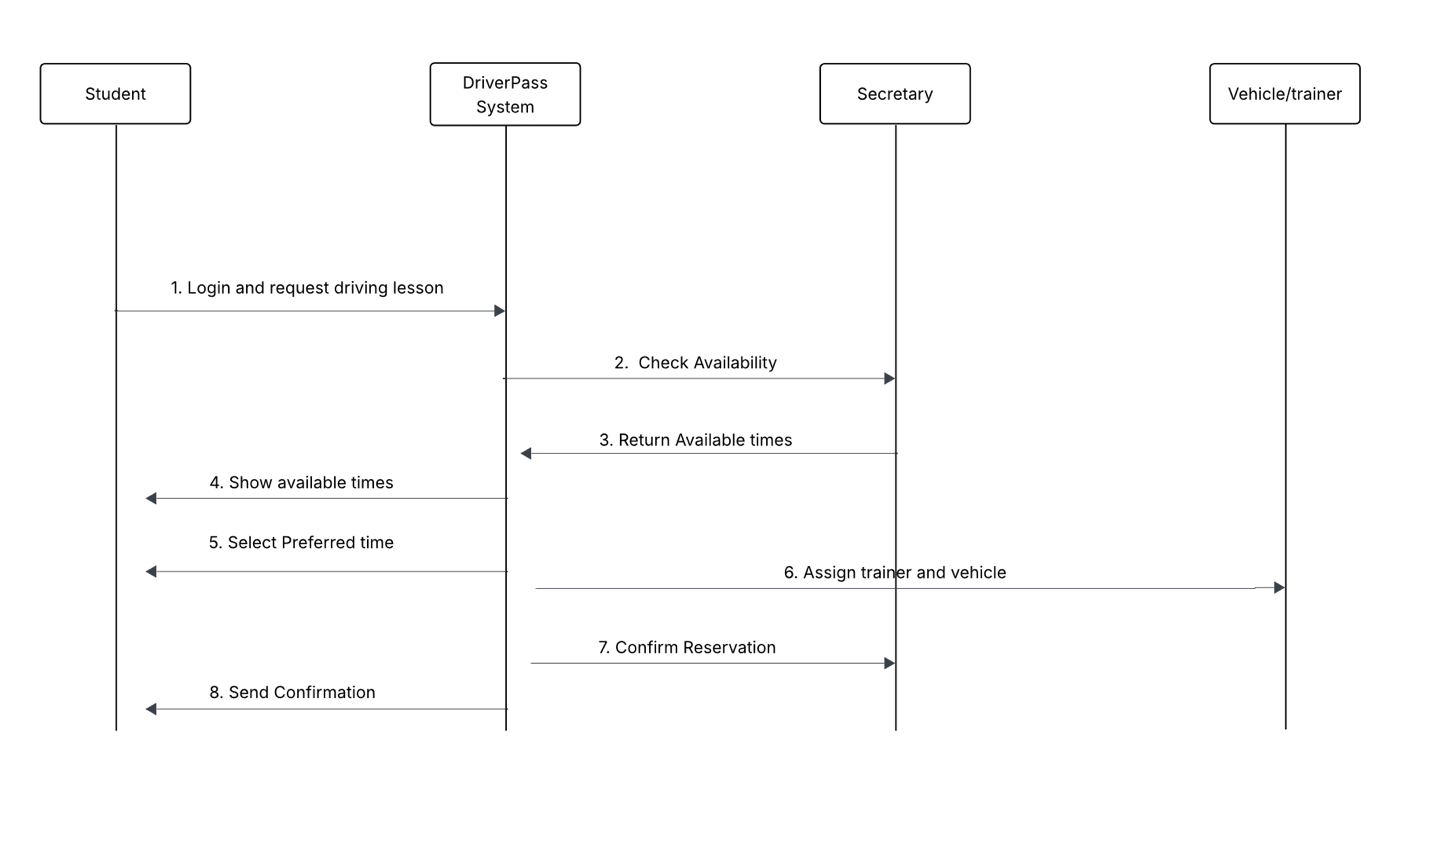 Student
DriverPass
System
Secretary
Vehicle/trainer
1. Login and request driving lesson
2.  Check Availability
3. Return Available times
4. Show available times
5. Select Preferred time
6. Assign trainer and vehicle
7. Confirm Reservation
8. Send Confirmation